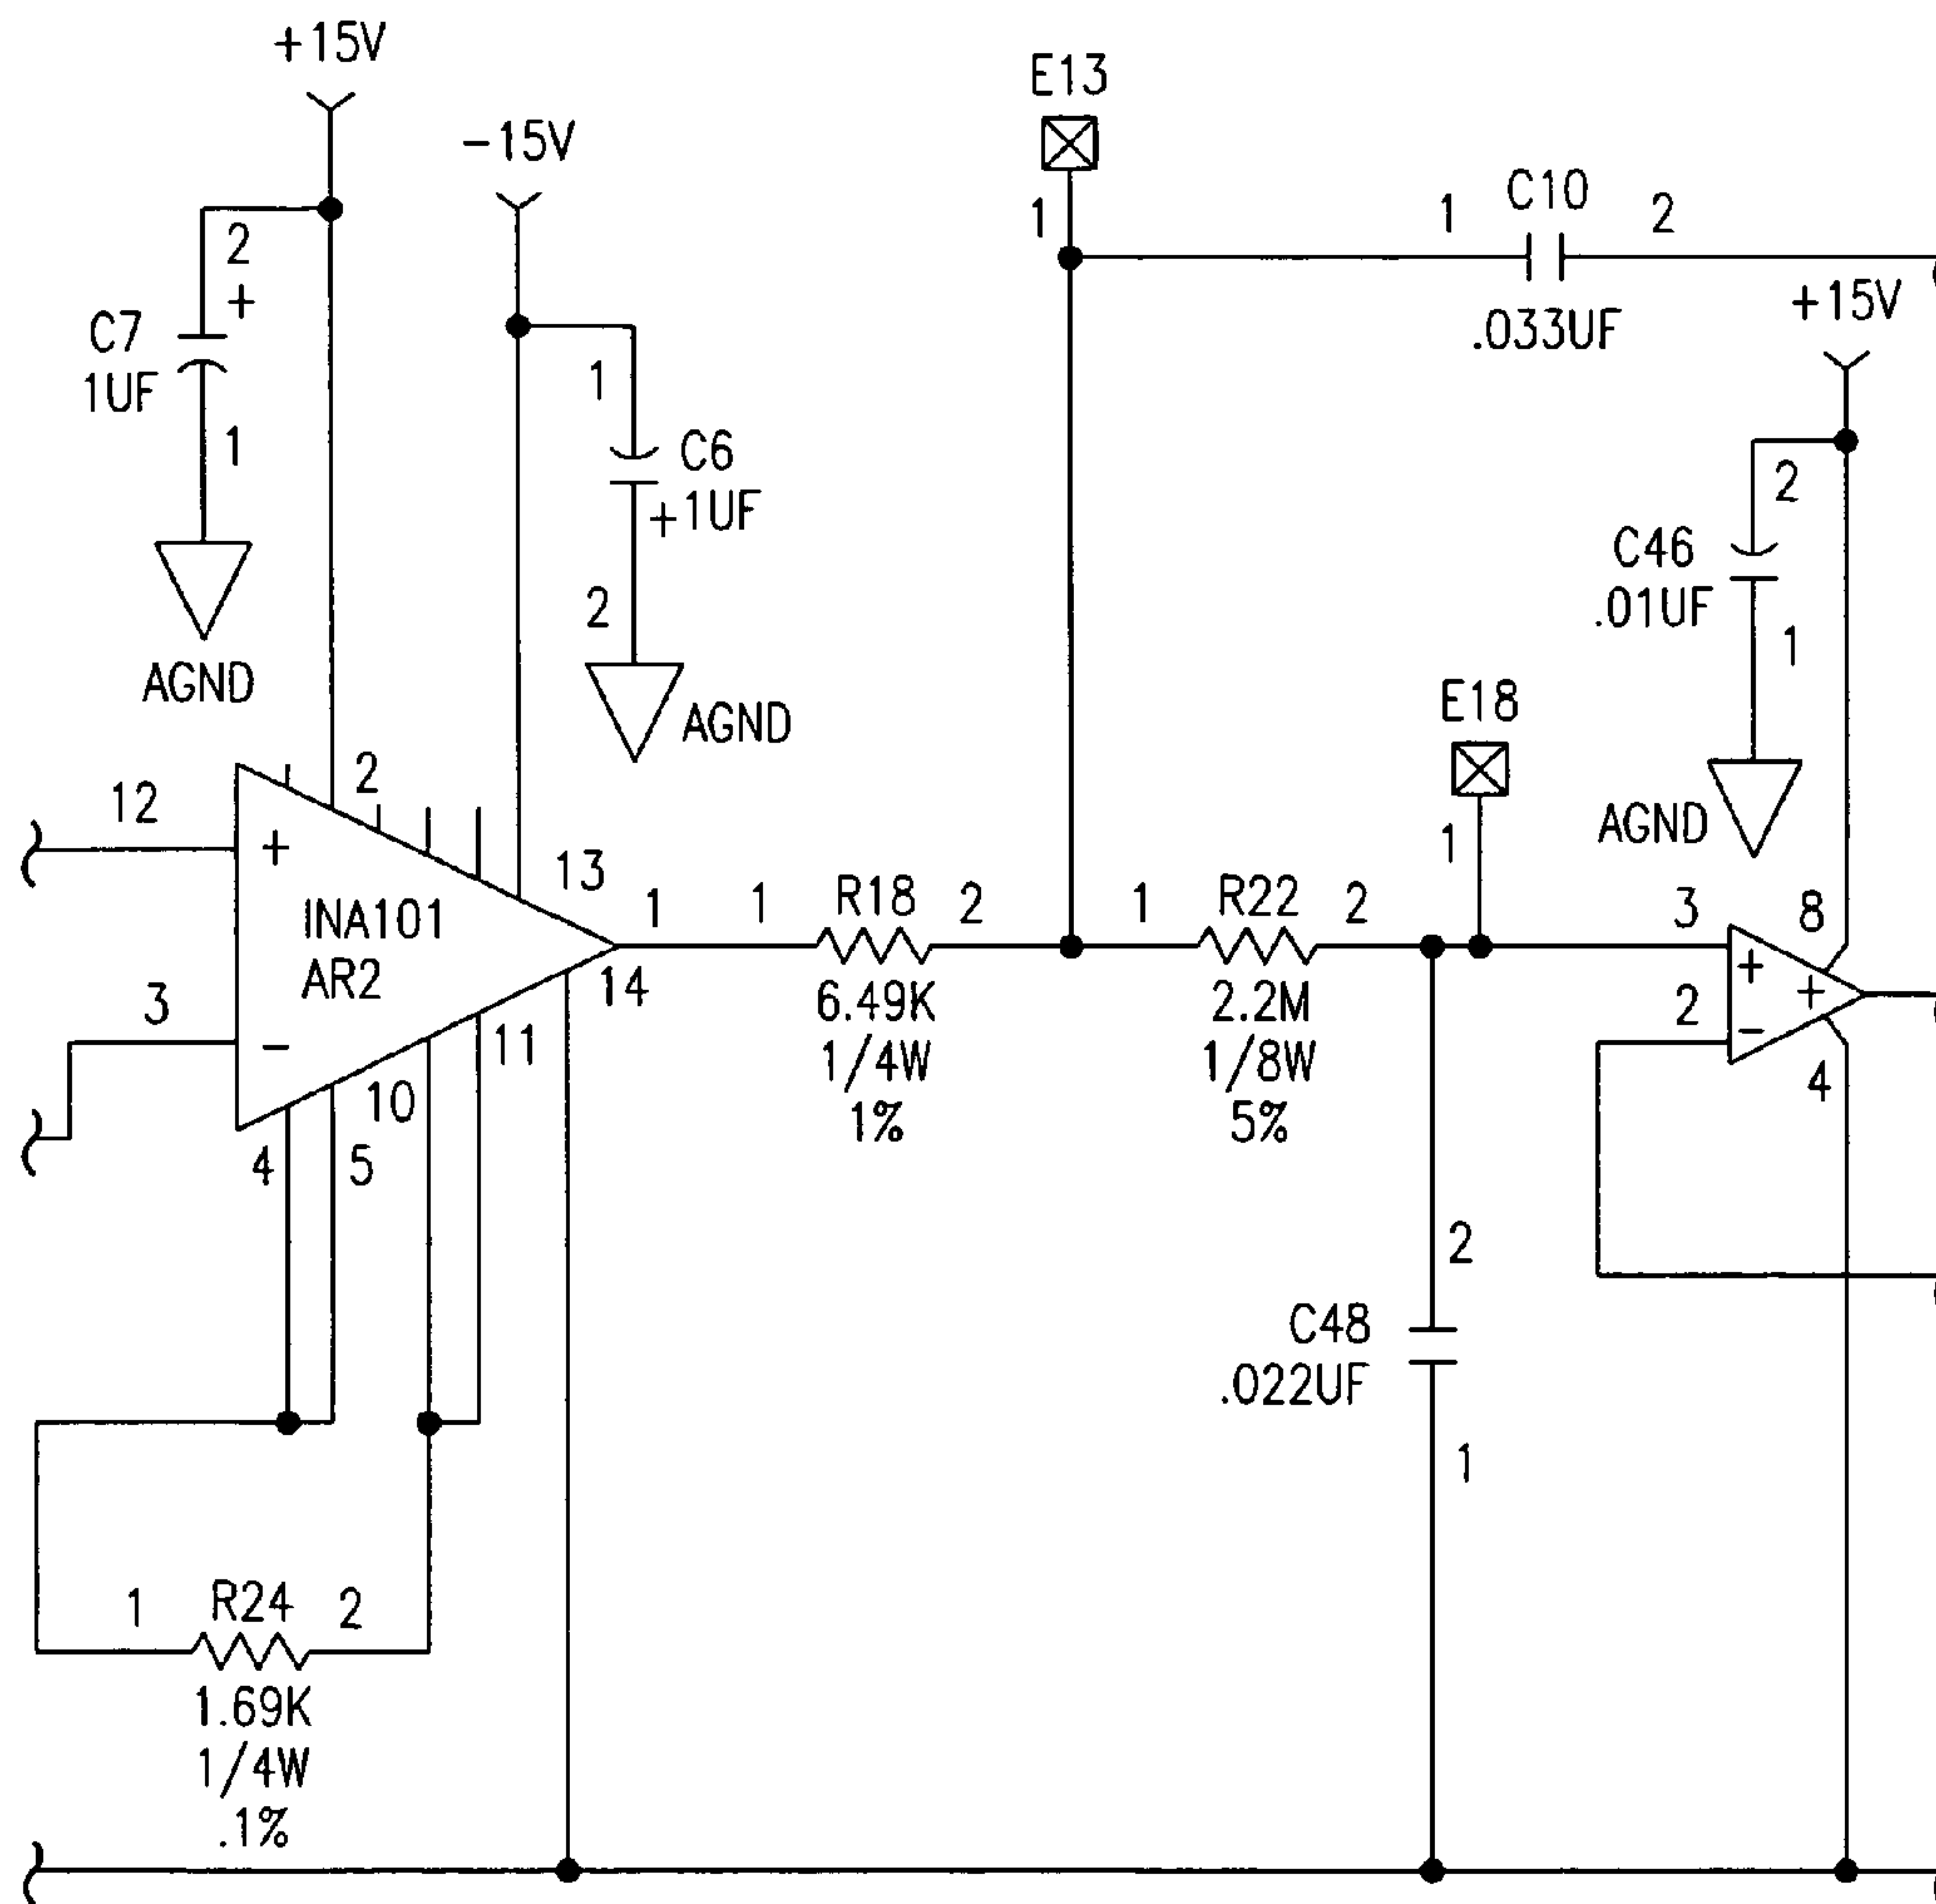 +15V
-15V
E13
1
1
C10
2
.033UF
+15V
2
+
C7
1UF
1
AGND
1
C6
+1UF
2
AGND
2
C46
.01UF
1
AGND
E18
1
12
2
+
13
INA101
AR2
3
-
14
1
1
R18
2
6.49K
1/4W
1%
1
R22
2
2.2M
1/8W
5%
3
8
+
+
2
-
4
4
5
10
11
2
C48
.022UF
1
1
R24
2
1.69K
1/4W
.1%